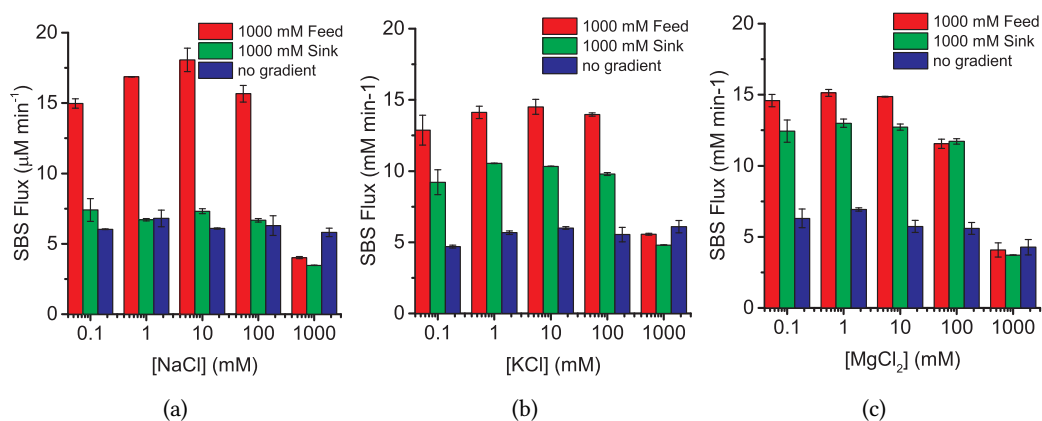 1000 mM Feed
1000 mM Sink
no gradient
SBS Flux (μM min⁻¹)
20
15
10
5
0
0.1 1 10 100 1000
[NaCl] (mM)
(a)
1000 mM Feed
1000 mM Sink
no gradient
SBS Flux (mM min-1)
20
15
10
5
0
0.1 1 10 100 1000
[KCl] (mM)
(b)
1000 mM Feed
1000 mM Sink
no gradient
SBS Flux (mM min-1)
20
15
10
5
0
0.1 1 10 100 1000
[MgCl₂] (mM)
(c)